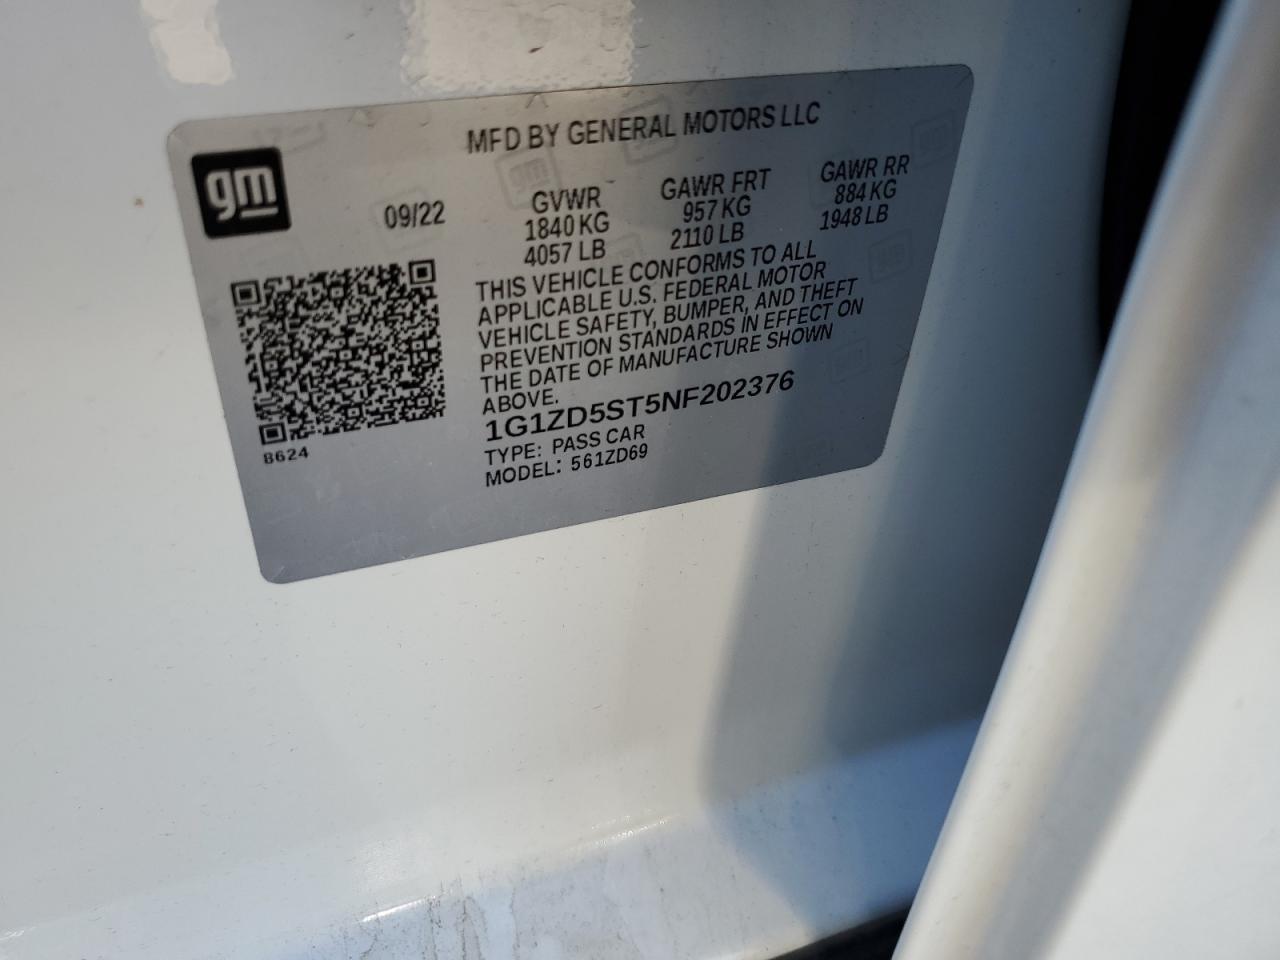 MFD BY GENERAL MOTORS LLC
gm
09/22
GVWR GAWR FRT GAWR RR
1840 KG 957 KG 884 KG
4057 LB 2110 LB 1948 LB
THIS VEHICLE CONFORMS TO ALL
APPLICABLE U.S. FEDERAL MOTOR
VEHICLE SAFETY, BUMPER, AND THEFT
PREVENTION STANDARDS IN EFFECT ON
THE DATE OF MANUFACTURE SHOWN
ABOVE.
1G1ZD5ST5NF202376
TYPE: PASS CAR
MODEL: 561ZD69
8624